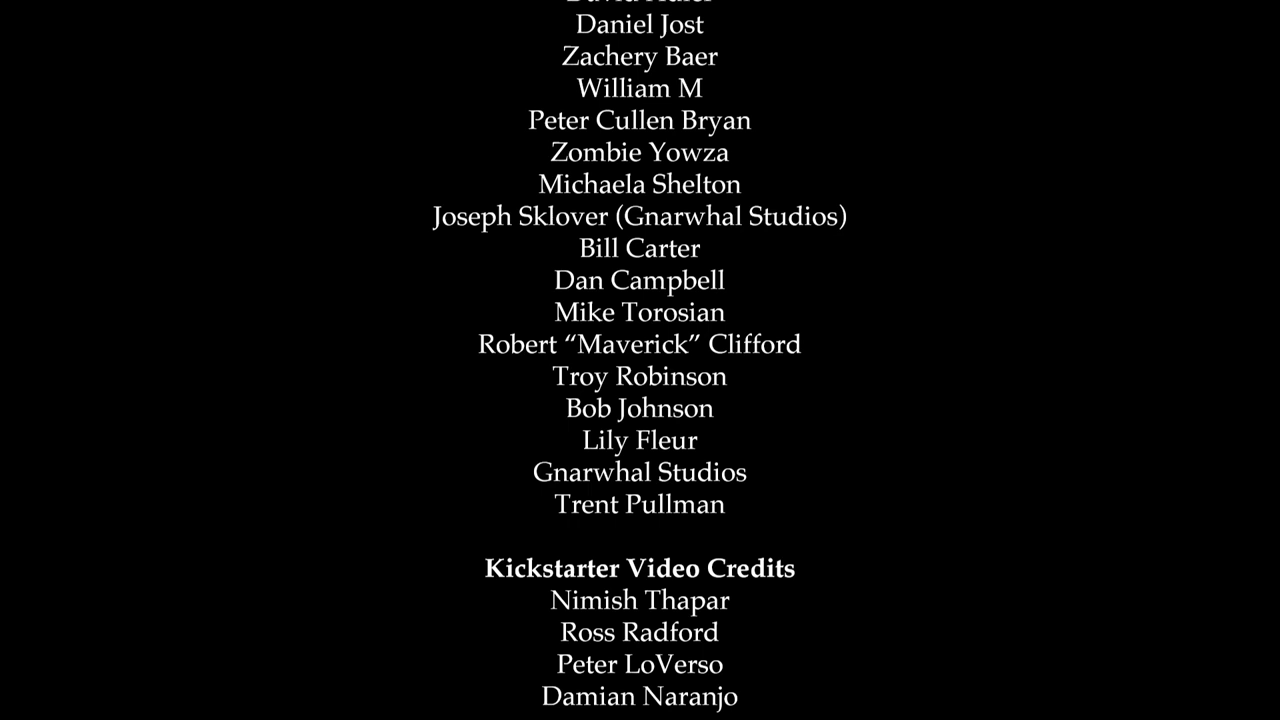 Daniel Jost
Zachery Baer
William M
Peter Cullen Bryan
Zombie Yowza
Michaela Shelton
Joseph Sklover (Gnarwhal Studios)
Bill Carter
Dan Campbell
Mike Torosian
Robert “Maverick” Clifford
Troy Robinson
Bob Johnson
Lily Fleur
Gnarwhal Studios
Trent Pullman
Kickstarter Video Credits
Nimish Thapar
Ross Radford
Peter LoVerso
Damian Naranjo